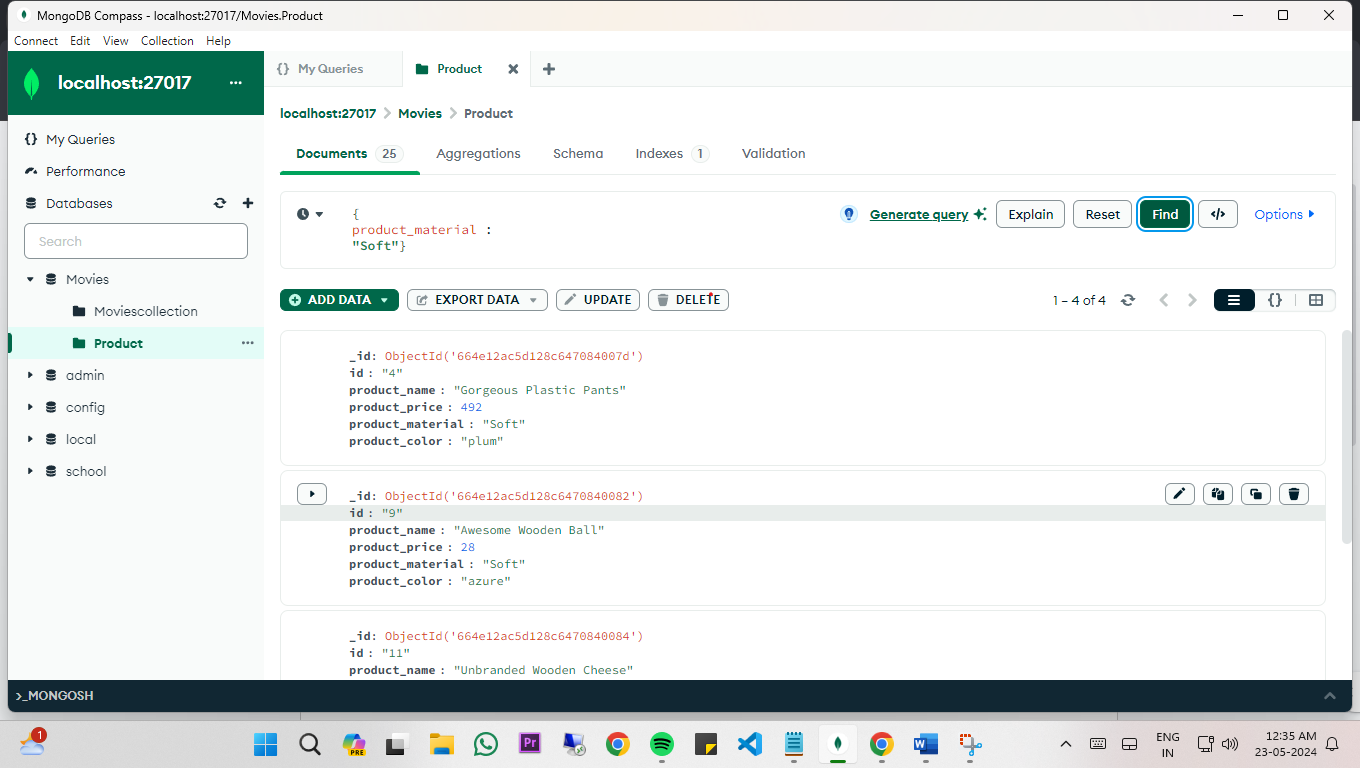 MongoDB Compass - localhost:27017/Movies.Product
Connect Edit View Collection Help
localhost:27017 ...
{} My Queries
Performance
Databases
Search
Movies
Moviescollection
Product ...
admin
config
local
school
{} My Queries
Product
localhost:27017 > Movies > Product
Documents 25 Aggregations Schema Indexes 1 Validation
{
product_material :
"Soft"}
Generate query Explain Reset Find </> Options
ADD DATA EXPORT DATA UPDATE DELETE 1 – 4 of 4 {}
_id: ObjectId('664e12ac5d128c647084007d')
id : "4"
product_name : "Gorgeous Plastic Pants"
product_price : 492
product_material : "Soft"
product_color : "plum"
_id: ObjectId('664e12ac5d128c6470840082')
id : "9"
product_name : "Awesome Wooden Ball"
product_price : 28
product_material : "Soft"
product_color : "azure"
_id: ObjectId('664e12ac5d128c6470840084')
id : "11"
product_name : "Unbranded Wooden Cheese"
>_MONGOSH
1
PRE
Pr
W
ENG
IN
12:35 AM
23-05-2024